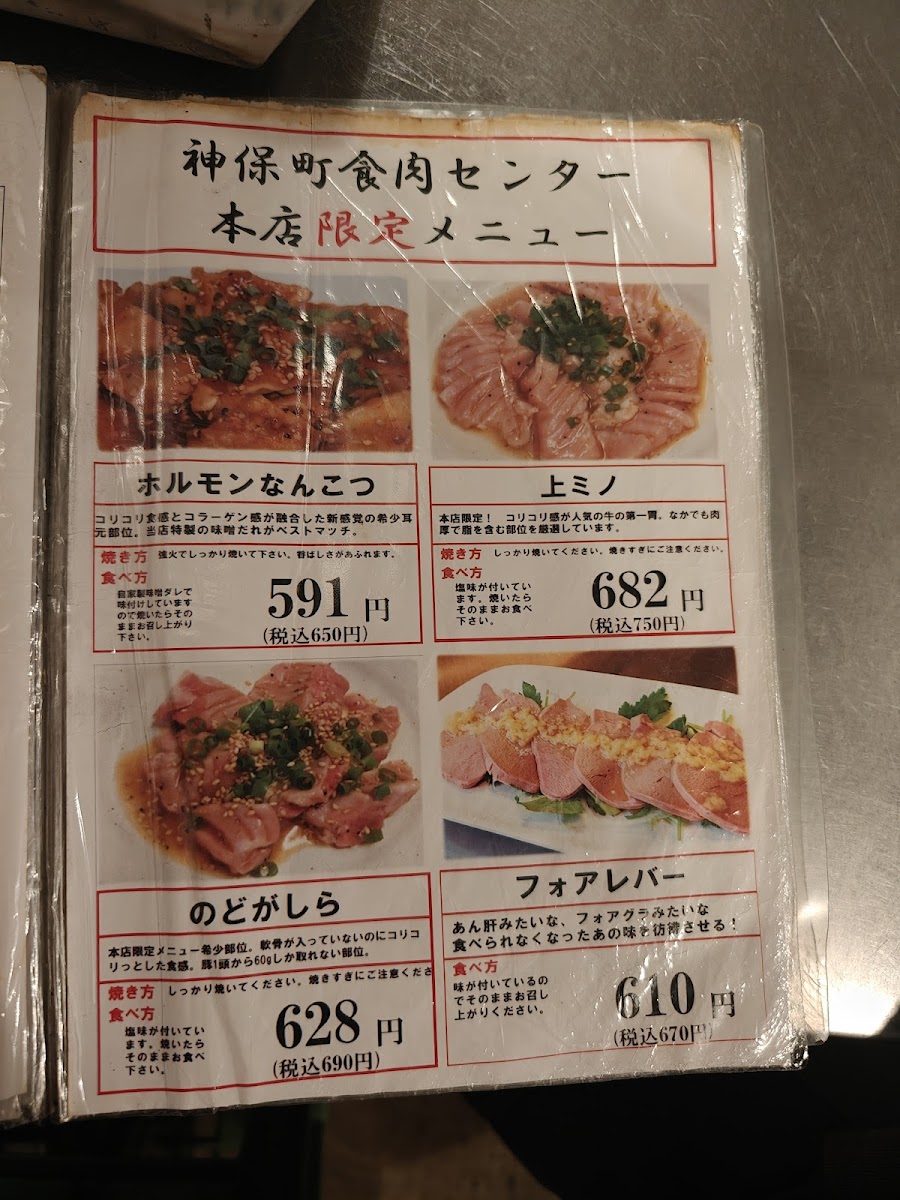 神保町食肉センター
本店限定メニュー
ホルモンなんこつ
コリコリ食感とコラーゲン感が融合した新感覚の希少耳
元部位。当店特製の味噌だれがベストマッチ。
焼き方 強火でしっかり焼いて下さい。香ばしさがあふれます。
食べ方
自家製味噌ダレで
味付けしています
ので焼いたらその
ままお召し上がり
下さい。
591円
(税込650円)
上ミノ
本店限定! コリコリ感が人気の牛の第一胃。なかでも肉
厚で脂を含む部位を厳選しています。
焼き方 しっかり焼いてください。焼きすぎにご注意ください。
食べ方
塩味が付いてい
ます。焼いたら
そのままお食べ
下さい。
682円
(税込750円)
のどがしら
本店限定メニュー希少部位。軟骨が入っていないのにコリコ
リっとした食感。豚1頭から60gしか取れない部位。
焼き方 しっかり焼いてください。焼きすぎにご注意くださ
食べ方
塩味が付いてい
ます。焼いたら
そのままお食べ
下さい。
628円
(税込690円)
フォアレバー
あん肝みたいな、フォアグラみたいな
食べられなくなったあの味を彷彿させる!
食べ方
味が付いているの
でそのままお召し
上がりください。
610円
(税込670円)